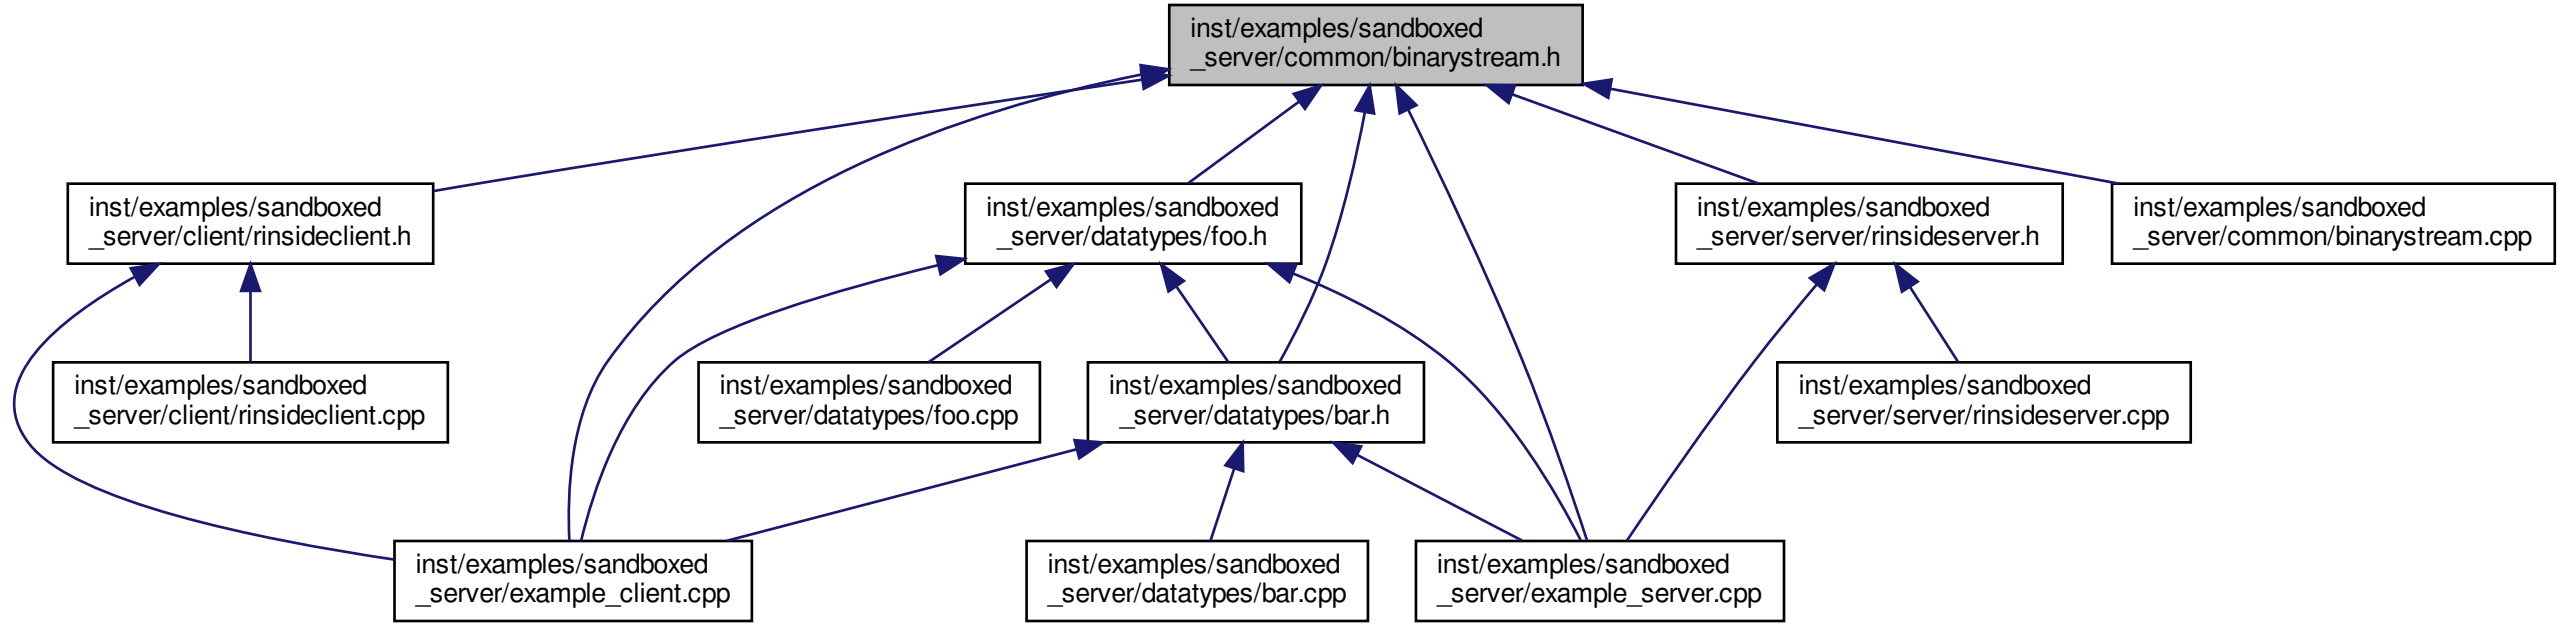 inst/examples/sandboxed
_server/common/binarystream.h
inst/examples/sandboxed
_server/client/rinsideclient.h
inst/examples/sandboxed
_server/datatypes/foo.h
inst/examples/sandboxed
_server/server/rinsideserver.h
inst/examples/sandboxed
_server/common/binarystream.cpp
inst/examples/sandboxed
_server/client/rinsideclient.cpp
inst/examples/sandboxed
_server/datatypes/foo.cpp
inst/examples/sandboxed
_server/datatypes/bar.h
inst/examples/sandboxed
_server/server/rinsideserver.cpp
inst/examples/sandboxed
_server/example_client.cpp
inst/examples/sandboxed
_server/datatypes/bar.cpp
inst/examples/sandboxed
_server/example_server.cpp